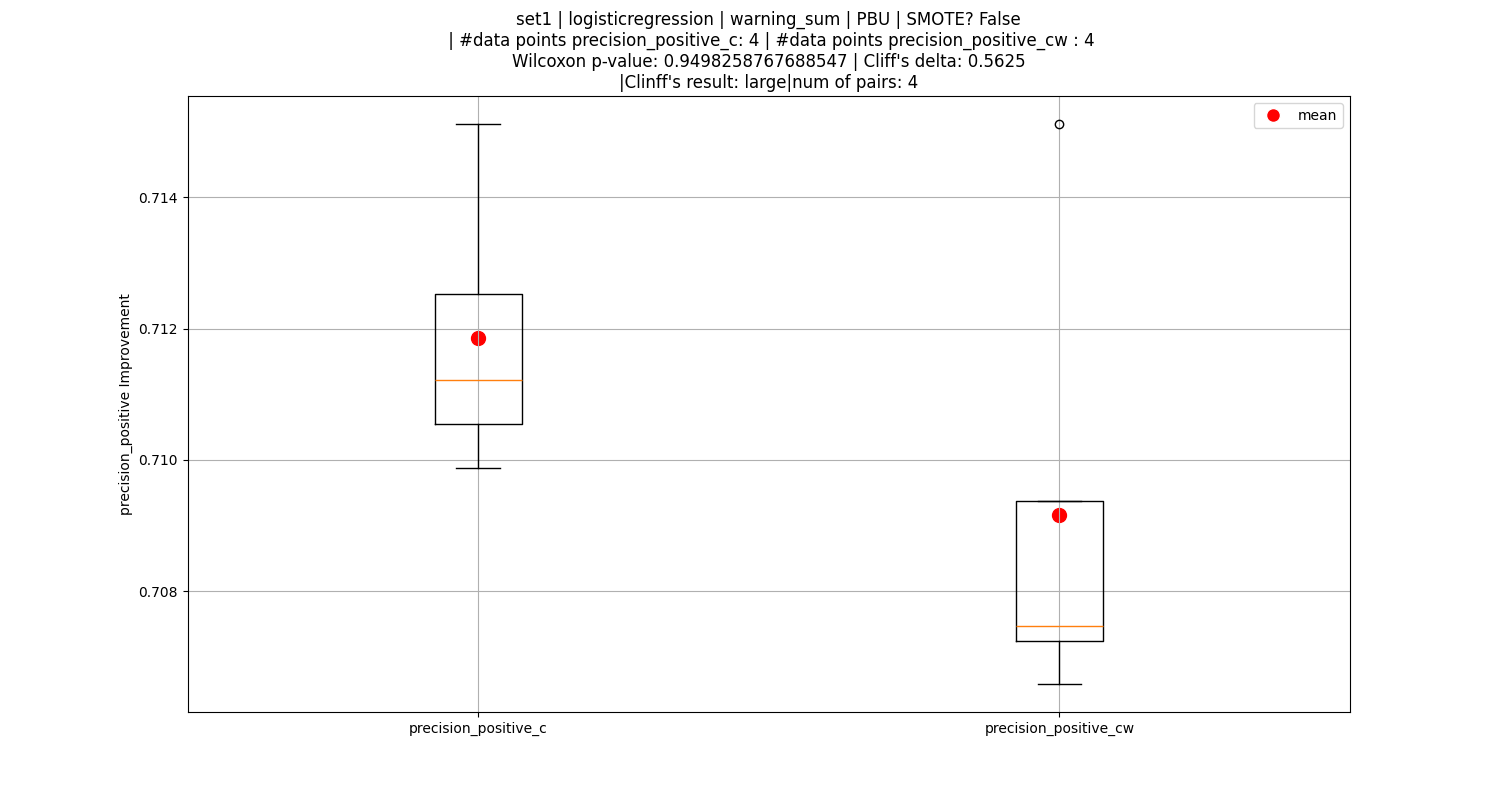 set1 | logisticregression | warning_sum | PBU | SMOTE? False
| #data points precision_positive_c: 4 | #data points precision_positive_cw : 4
Wilcoxon p-value: 0.9498258767688547 | Cliff's delta: 0.5625
|Clinff's result: large|num of pairs: 4
mean
0.714
0.712
0.710
0.708
precision_positive Improvement
precision_positive_c
precision_positive_cw